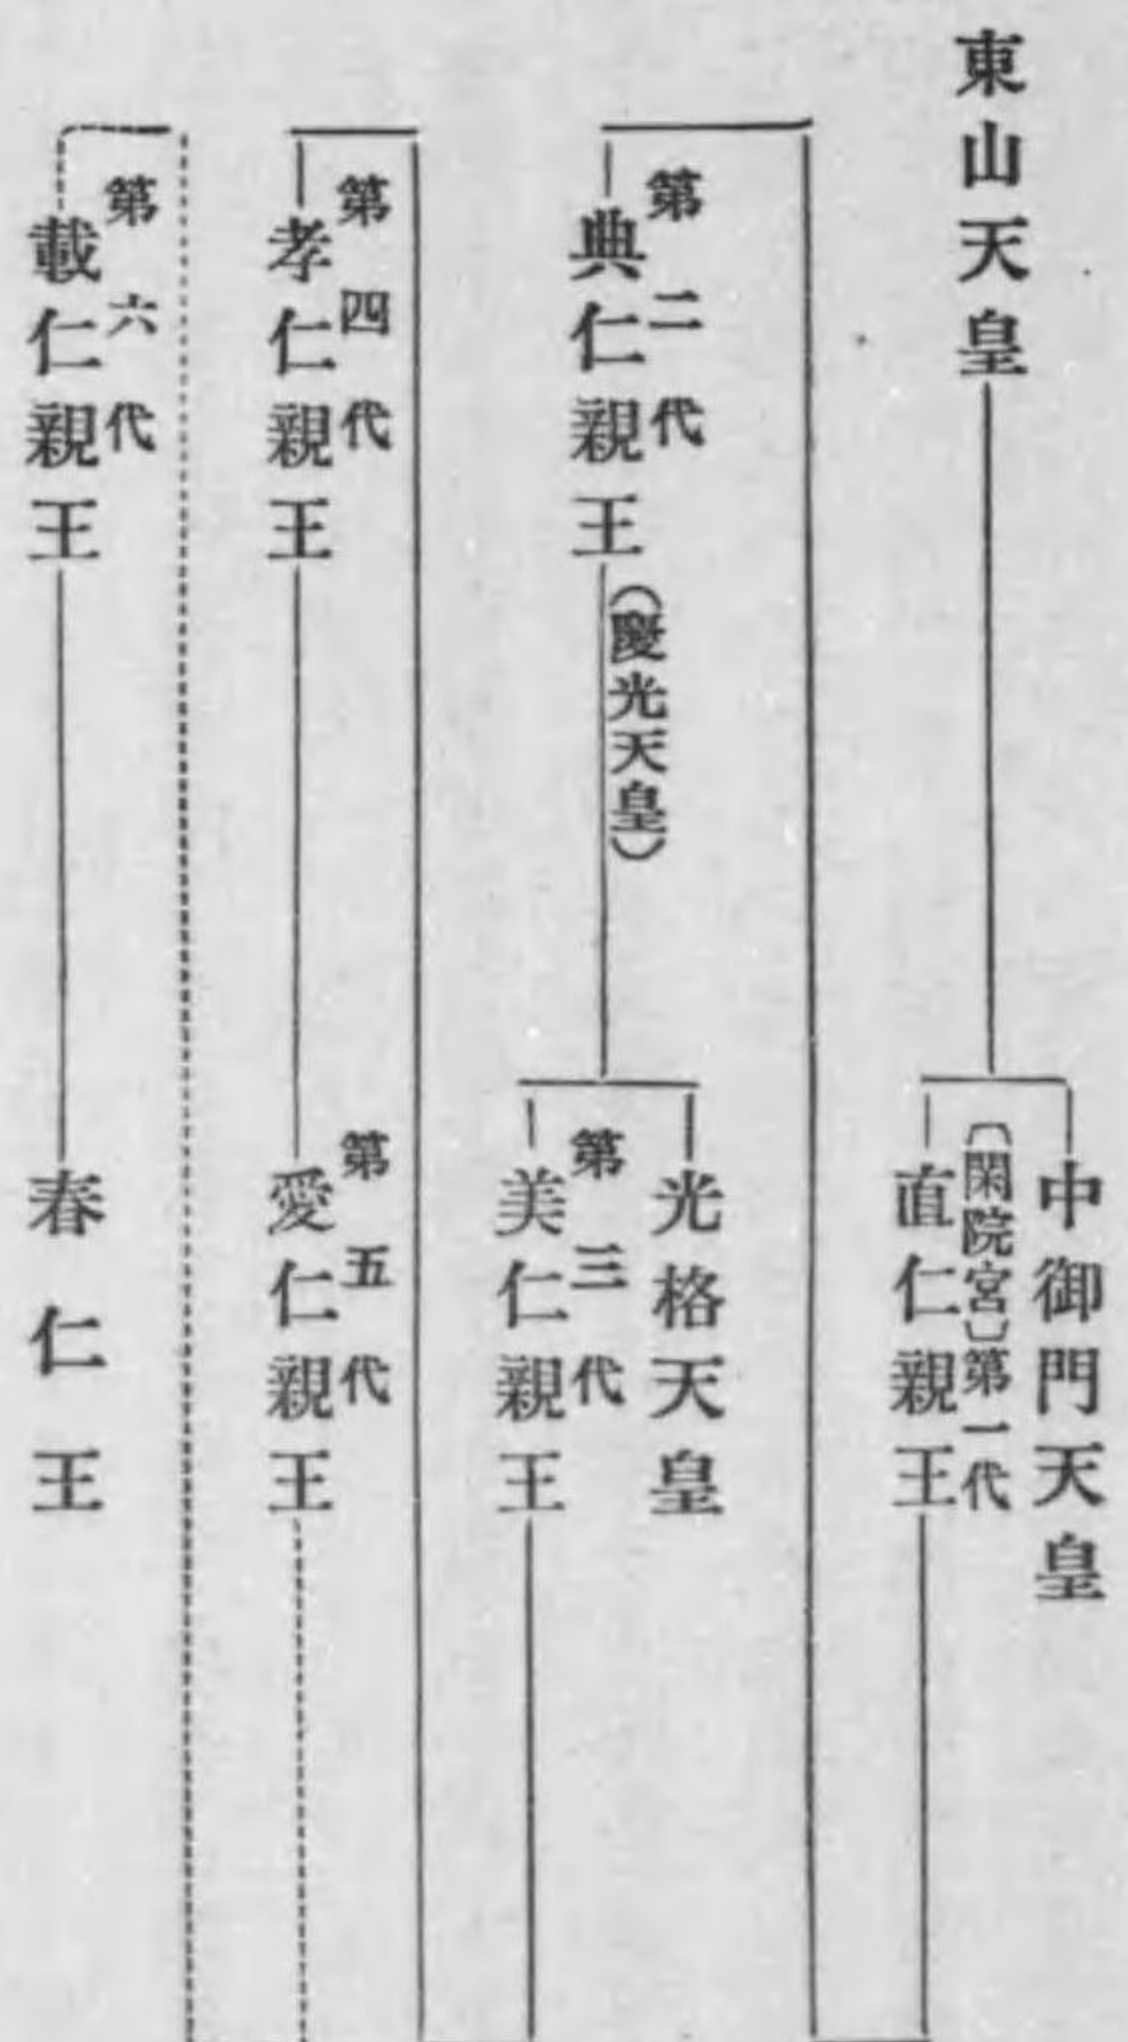 東山天皇
中御門天皇
〔閑院宮〕第一代
直仁親王
第二代
典仁親王
（慶光天皇）
光格天皇
第三代
美仁親王
第四代
孝仁親王
第五代
愛仁親王
第六代
載仁親王
春仁王